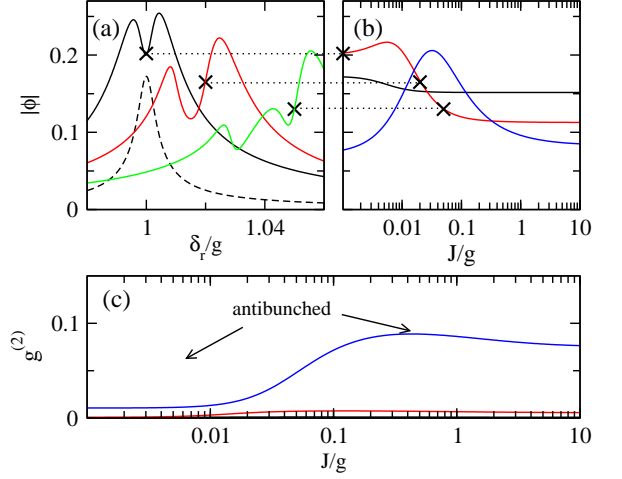 (a)
(b)
|ϕ|
0.2
0.1
0
1
1.04
δr/g
0.01
0.1
1
10
J/g
(c)
antibunched
g(2)
0.1
0
0.01
0.1
1
10
J/g